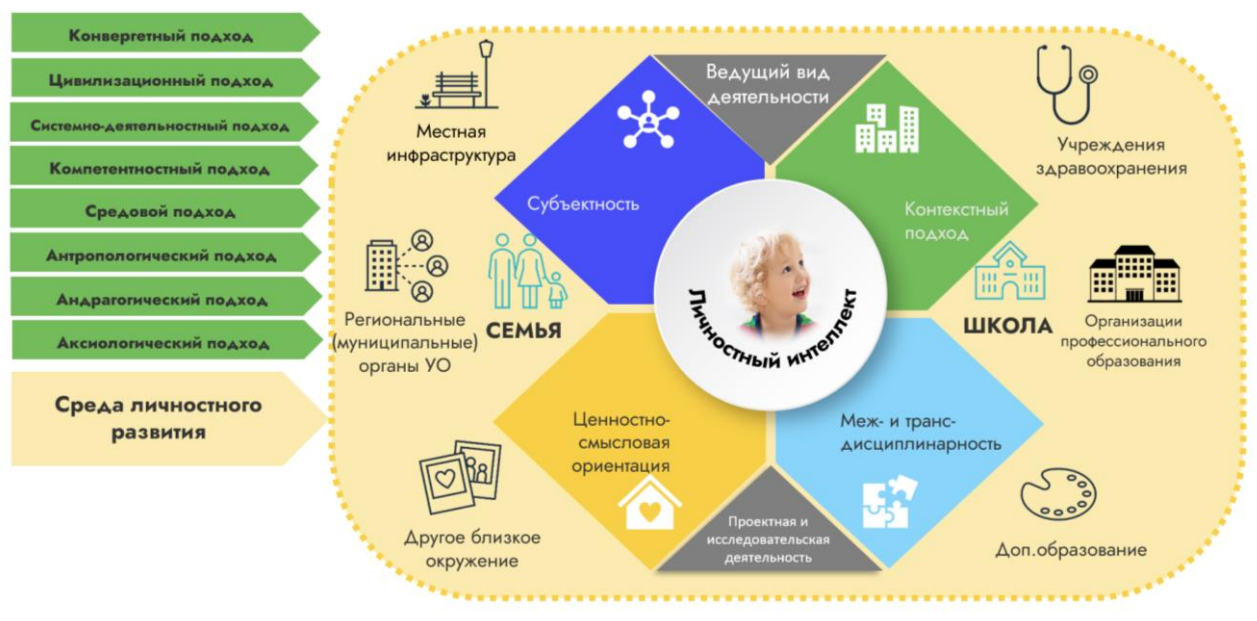 Конвергетный подход
Цивилизационный подход
Системно-деятельностный подход
Компетентностный подход
Средовой подход
Антропологический подход
Андрагогический подход
Аксиологический подход
Среда личностного
развития
Местная
инфраструктура
Региональные
(муниципальные)
органы УО
СЕМЬЯ
Другое близкое
окружение
Ведущий вид
деятельности
Субъектность
Контекстный
подход
Личностный интеллект
Ценностно-
смысловая
ориентация
Меж- и транс-
дисциплинарность
Проектная и
исследовательская
деятельность
Учреждения
здравоохранения
ШКОЛА
Организации
профессионального
образования
Доп.образование